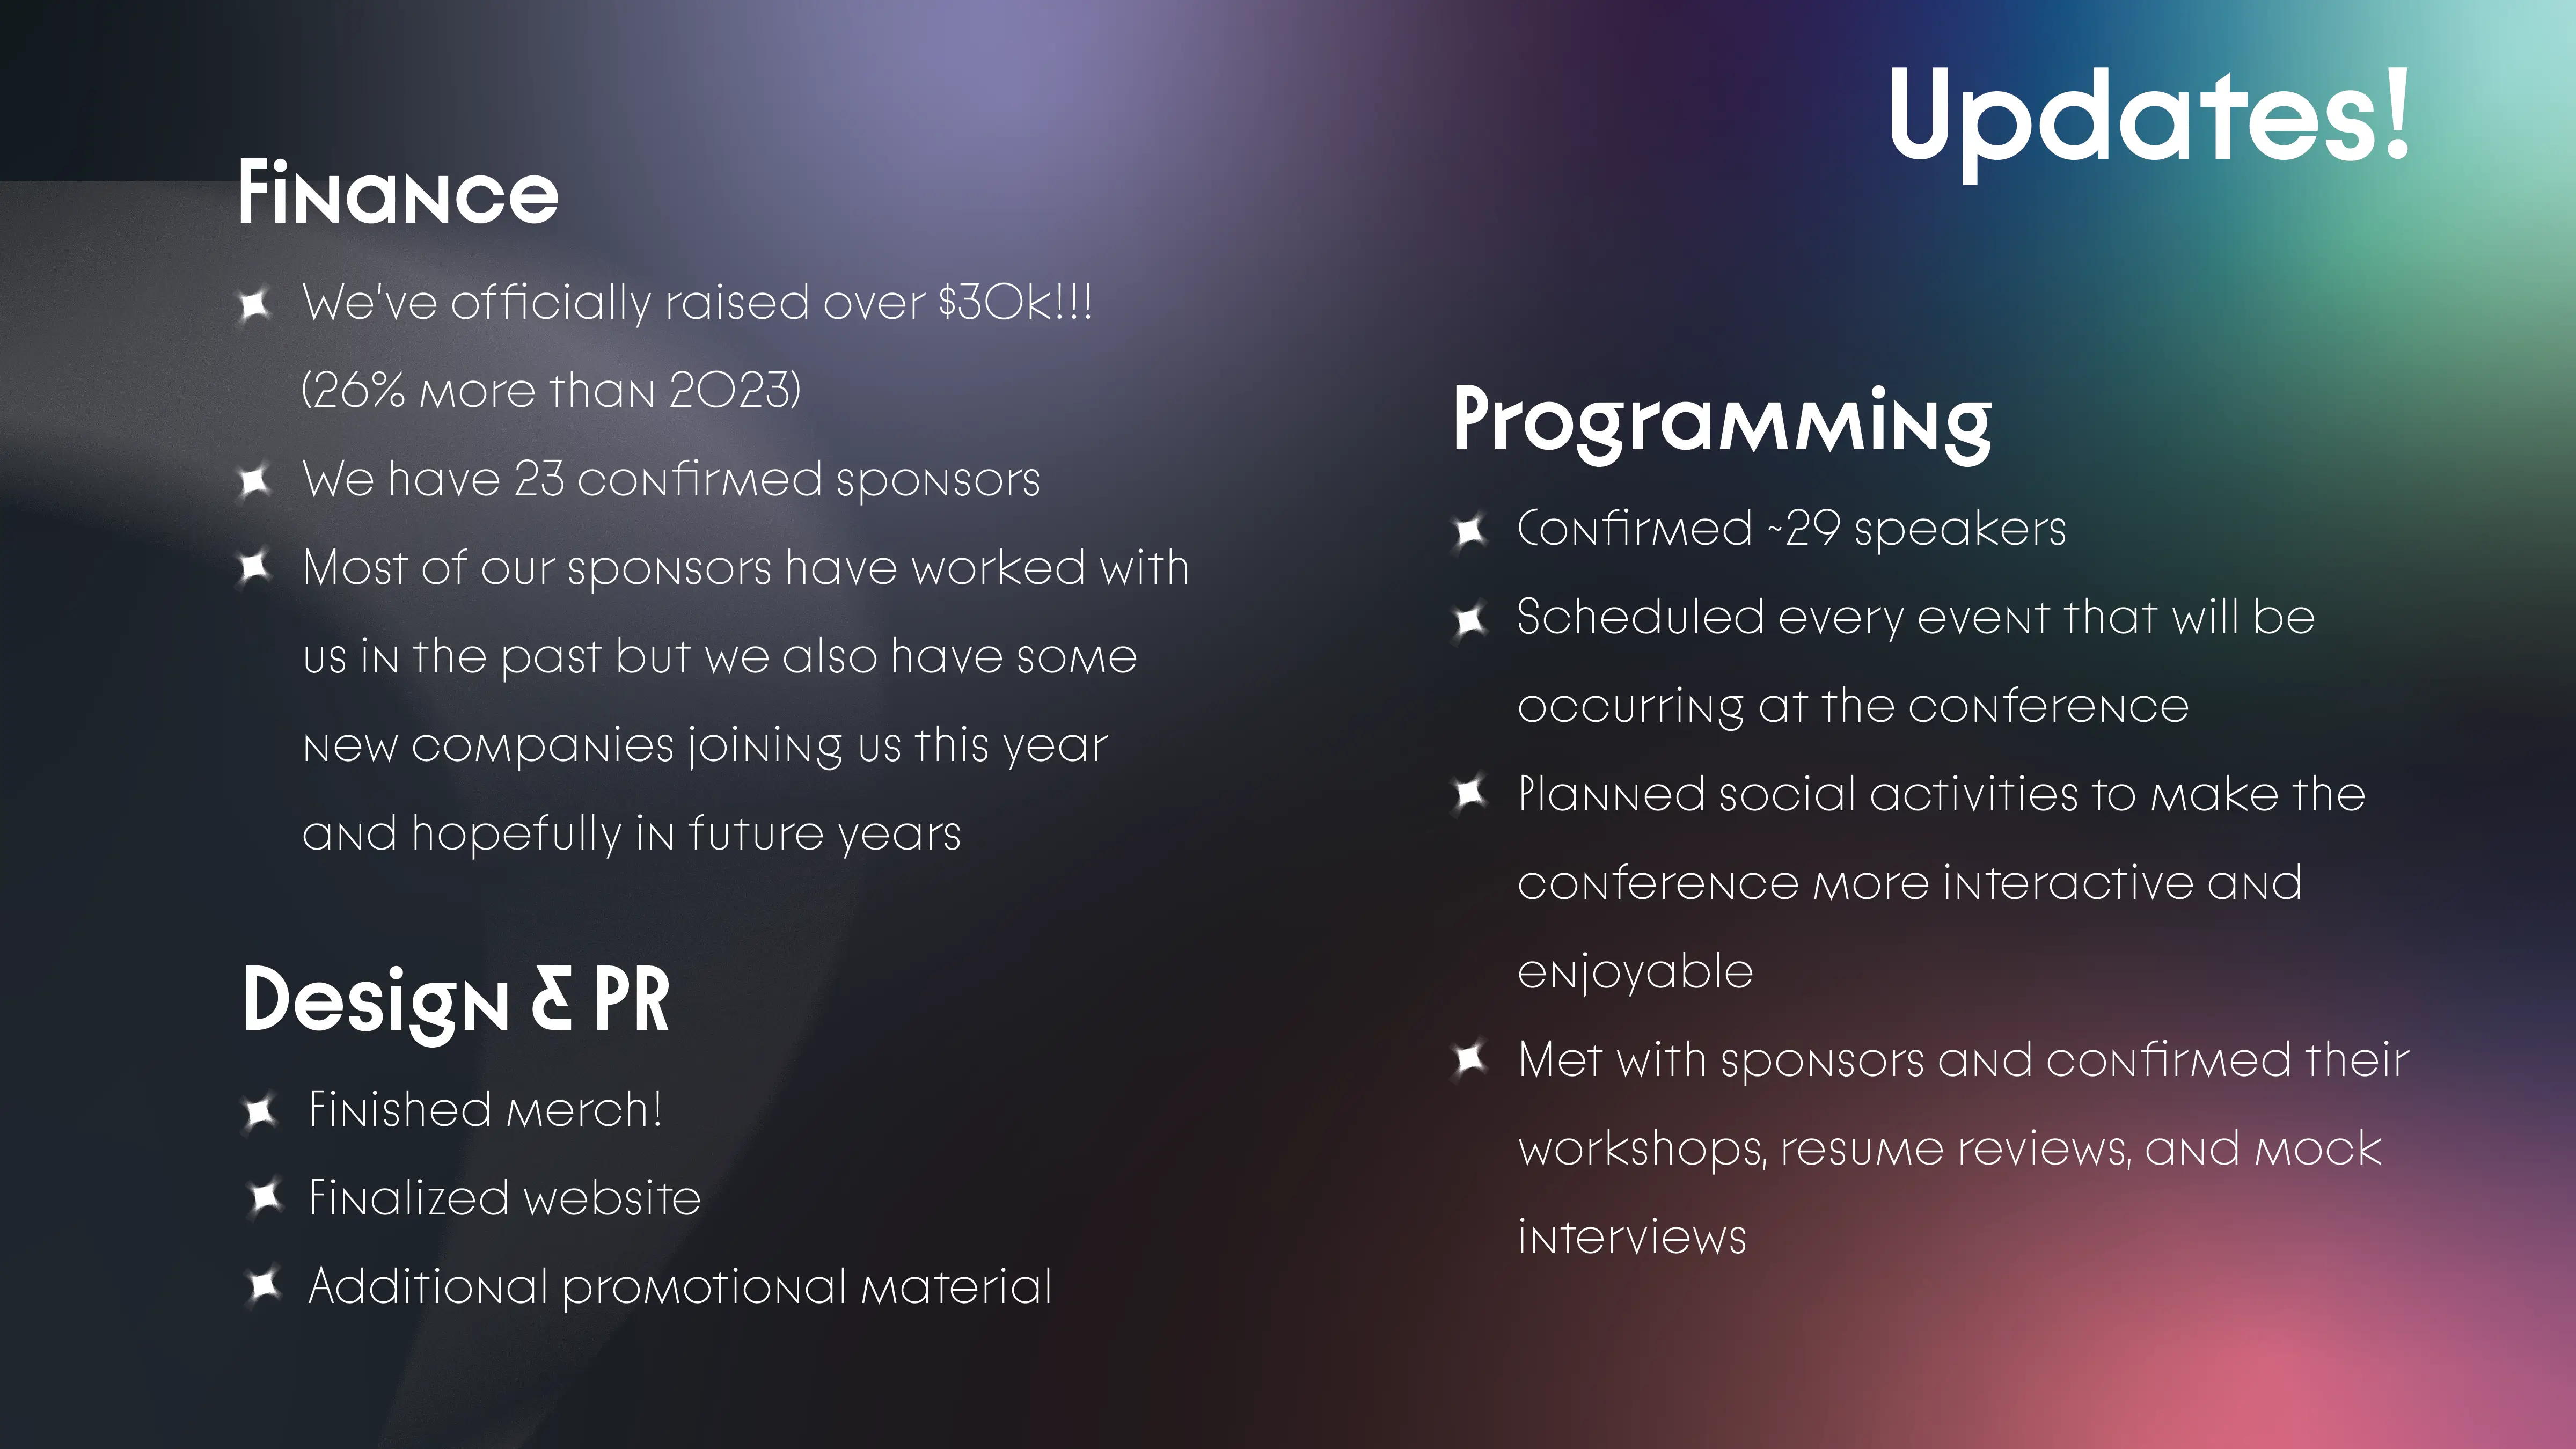 Updates!
Finance
We've officially raised over $30k!!!
(26% more than 2023)
We have 23 confirmed sponsors
Most of our sponsors have worked with
us in the past but we also have some
new companies joining us this year
and hopefully in future years
Design & PR
Finished merch!
Finalized website
Additional promotional material
Programming
Confirmed ~29 speakers
Scheduled every event that will be
occurring at the conference
Planned social activities to make the
conference more interactive and
enjoyable
Met with sponsors and confirmed their
workshops, resume reviews, and mock
interviews